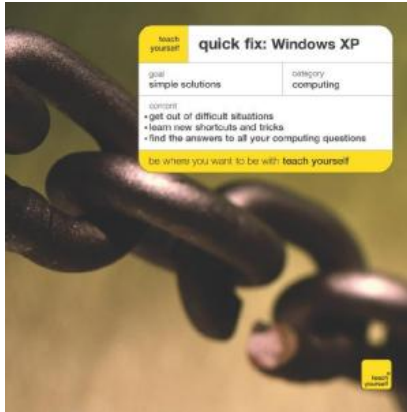 teach
yourself
quick fix: Windows XP
goal
simple solutions
category
computing
content
• get out of difficult situations
• learn new shortcuts and tricks
• find the answers to all your computing questions
be where you want to be with teach yourself
teach
yourself